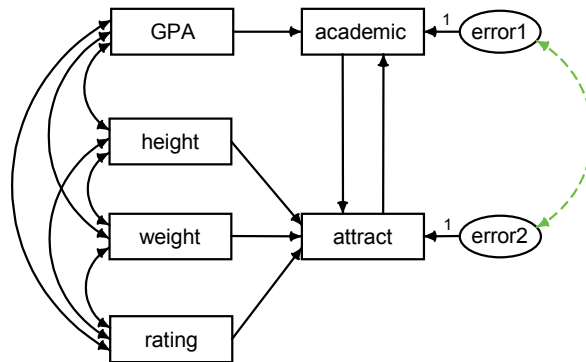 GPA
academic
1
error1
height
weight
attract
1
error2
rating